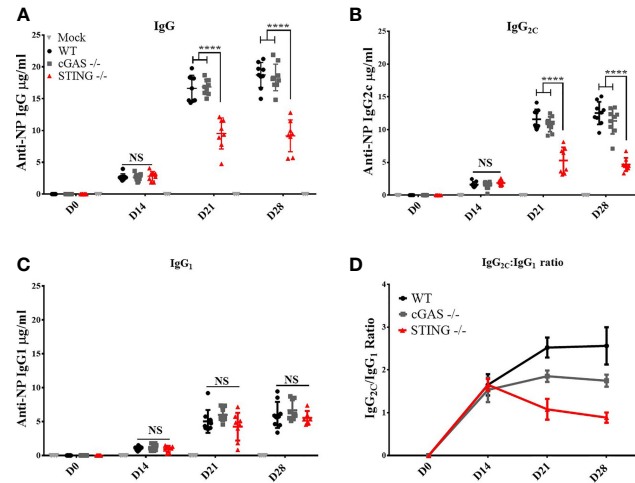 A
IgG
Mock
WT
cGAS -/-
STING -/-
Anti-NP IgG µg/ml
25
20
15
10
5
0
NS
****
****
D0
D14
D21
D28
B
IgG2C
Anti-NP IgG2c µg/ml
25
20
15
10
5
0
NS
****
****
D0
D14
D21
D28
C
IgG1
Anti-NP IgG1 µg/ml
25
20
15
10
5
0
NS
NS
NS
D0
D14
D21
D28
D
IgG2C:IgG1 ratio
WT
cGAS -/-
STING -/-
IgG2C/IgG1 Ratio
4
3
2
1
0
D0
D14
D21
D28